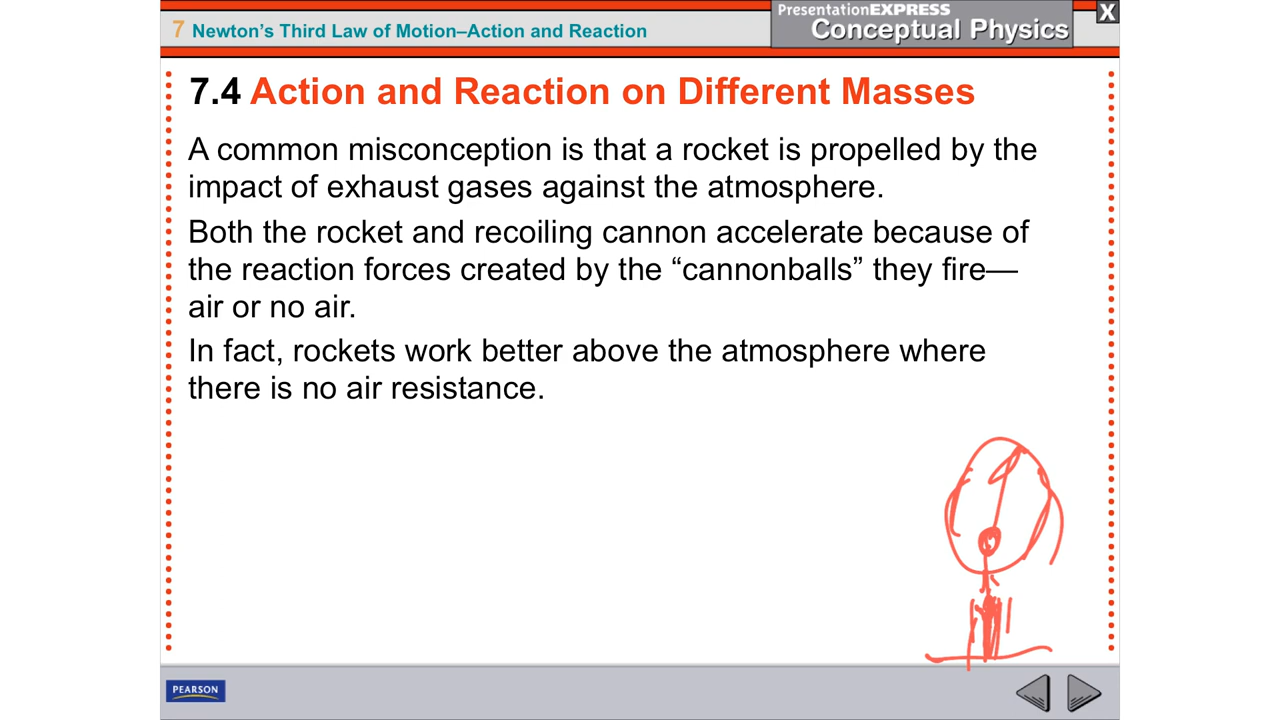 PresentationEXPRESS
X
7 Newton's Third Law of Motion–Action and Reaction
Conceptual Physics
7.4 Action and Reaction on Different Masses
A common misconception is that a rocket is propelled by the
impact of exhaust gases against the atmosphere.
Both the rocket and recoiling cannon accelerate because of
the reaction forces created by the “cannonballs” they fire—
air or no air.
In fact, rockets work better above the atmosphere where
there is no air resistance.
PEARSON